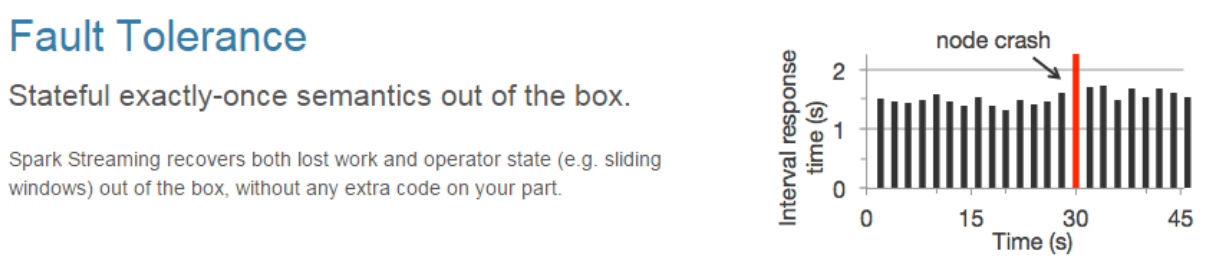 Fault Tolerance
Stateful exactly-once semantics out of the box.
Spark Streaming recovers both lost work and operator state (e.g. sliding
windows) out of the box, without any extra code on your part.
node crash
Interval response
time (s)
2
1
0
0 15 30 45
Time (s)